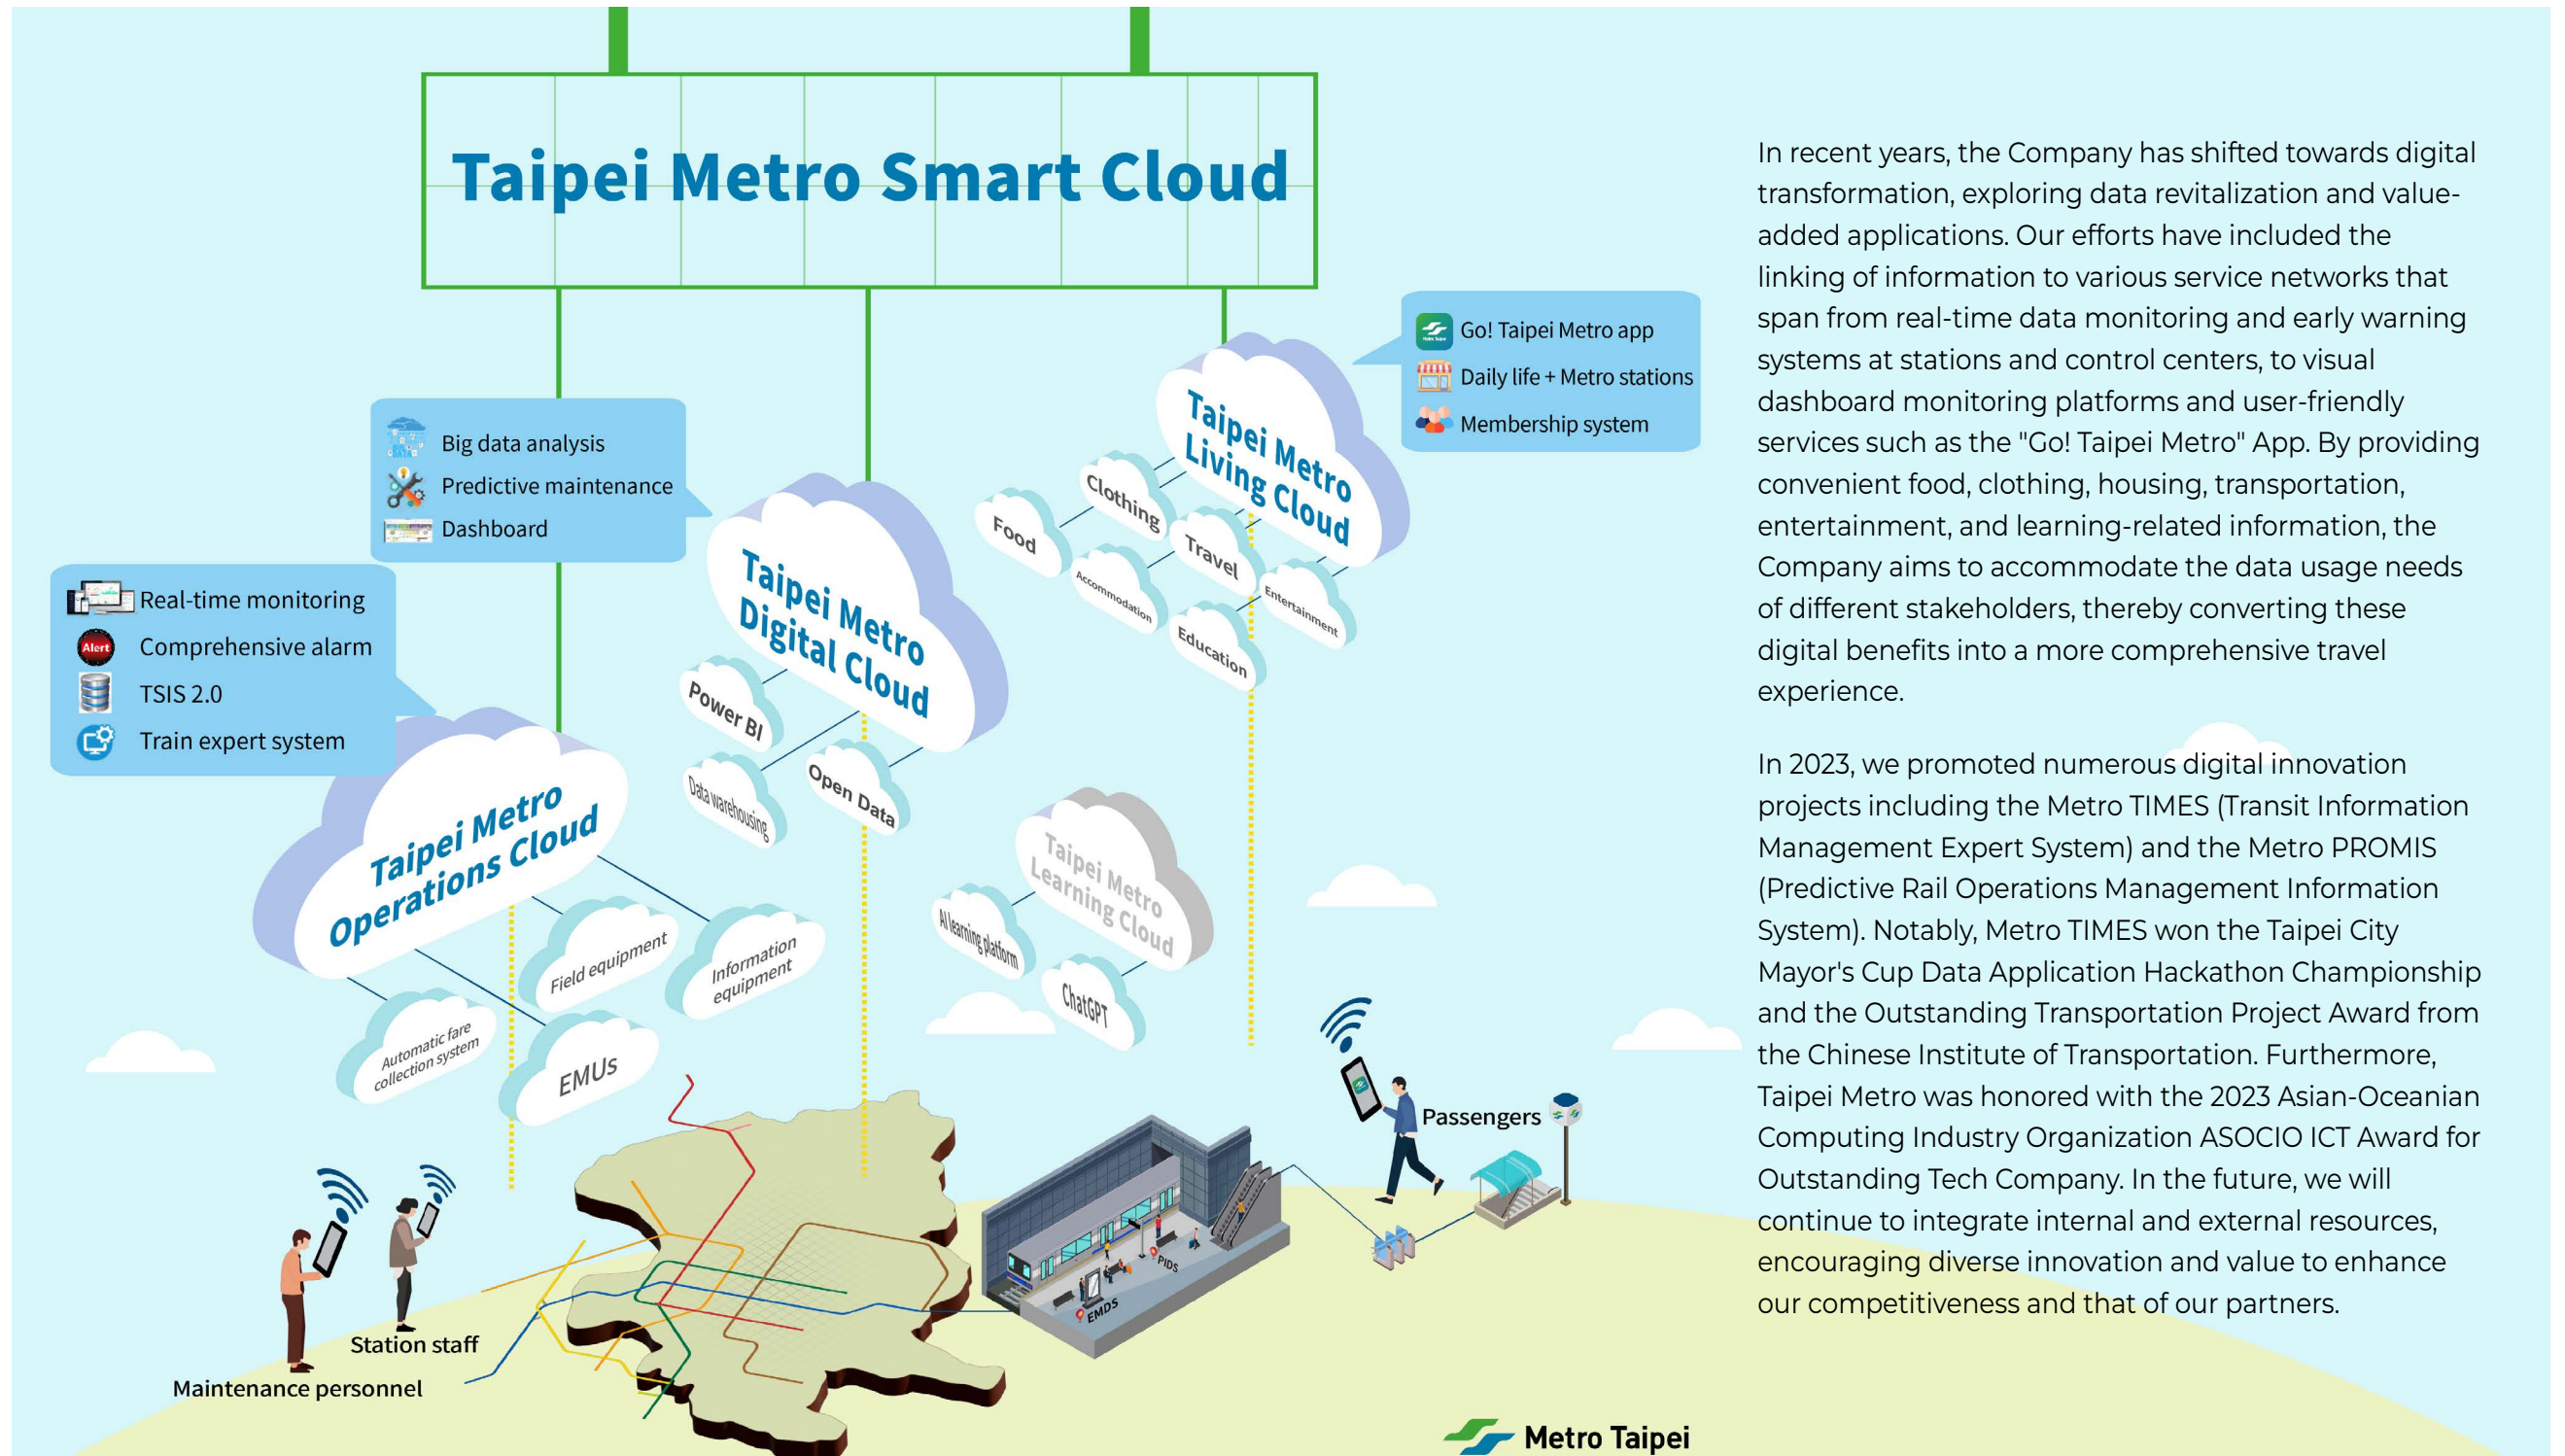 Taipei Metro Smart Cloud
Go! Taipei Metro app
Daily life + Metro stations
Membership system
Taipei Metro
Living Cloud
Clothing
Food
Travel
Accommodation
Entertainment
Education
Big data analysis
Predictive maintenance
Dashboard
Taipei Metro
Digital Cloud
Power BI
Data warehousing
Open Data
Real-time monitoring
Alert
Comprehensive alarm
TSIS 2.0
Train expert system
Taipei Metro
Operations Cloud
Field equipment
Information
equipment
Automatic fare
collection system
EMUs
Taipei Metro
Learning Cloud
AI learning platform
ChatGPT
Passengers
PIDS
EMDS
Station staff
Maintenance personnel
Metro Taipei
In recent years, the Company has shifted towards digital
transformation, exploring data revitalization and value-
added applications. Our efforts have included the
linking of information to various service networks that
span from real-time data monitoring and early warning
systems at stations and control centers, to visual
dashboard monitoring platforms and user-friendly
services such as the "Go! Taipei Metro" App. By providing
convenient food, clothing, housing, transportation,
entertainment, and learning-related information, the
Company aims to accommodate the data usage needs
of different stakeholders, thereby converting these
digital benefits into a more comprehensive travel
experience.
In 2023, we promoted numerous digital innovation
projects including the Metro TIMES (Transit Information
Management Expert System) and the Metro PROMIS
(Predictive Rail Operations Management Information
System). Notably, Metro TIMES won the Taipei City
Mayor's Cup Data Application Hackathon Championship
and the Outstanding Transportation Project Award from
the Chinese Institute of Transportation. Furthermore,
Taipei Metro was honored with the 2023 Asian-Oceanian
Computing Industry Organization ASOCIO ICT Award for
Outstanding Tech Company. In the future, we will
continue to integrate internal and external resources,
encouraging diverse innovation and value to enhance
our competitiveness and that of our partners.